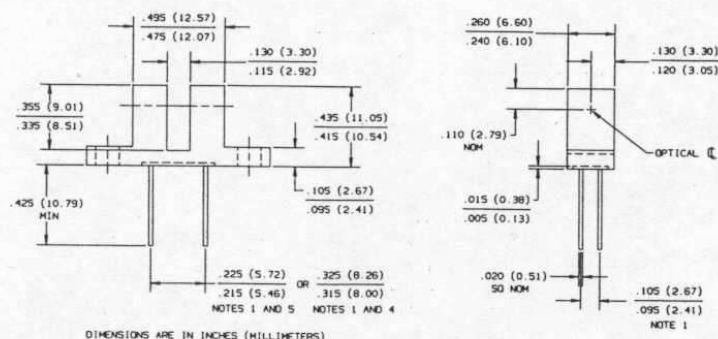 .495 (12.57)
.475 (12.07)
.130 (3.30)
.115 (2.92)
.355 (9.01)
.335 (8.51)
.435 (11.05)
.415 (10.54)
.425 (10.79)
MIN
.105 (2.67)
.095 (2.41)
.225 (5.72) OR .325 (8.26)
.215 (5.46) .315 (8.00)
NOTES 1 AND 5 NOTES 1 AND 4
DIMENSIONS ARE IN INCHES (MILLIMETERS)
.260 (6.60)
.240 (6.10)
.130 (3.30)
.120 (3.05)
.110 (2.79)
NOM
OPTICAL ℄
.015 (0.38)
.005 (0.13)
.020 (0.51)
SQ NOM
.105 (2.67)
.095 (2.41)
NOTE 1